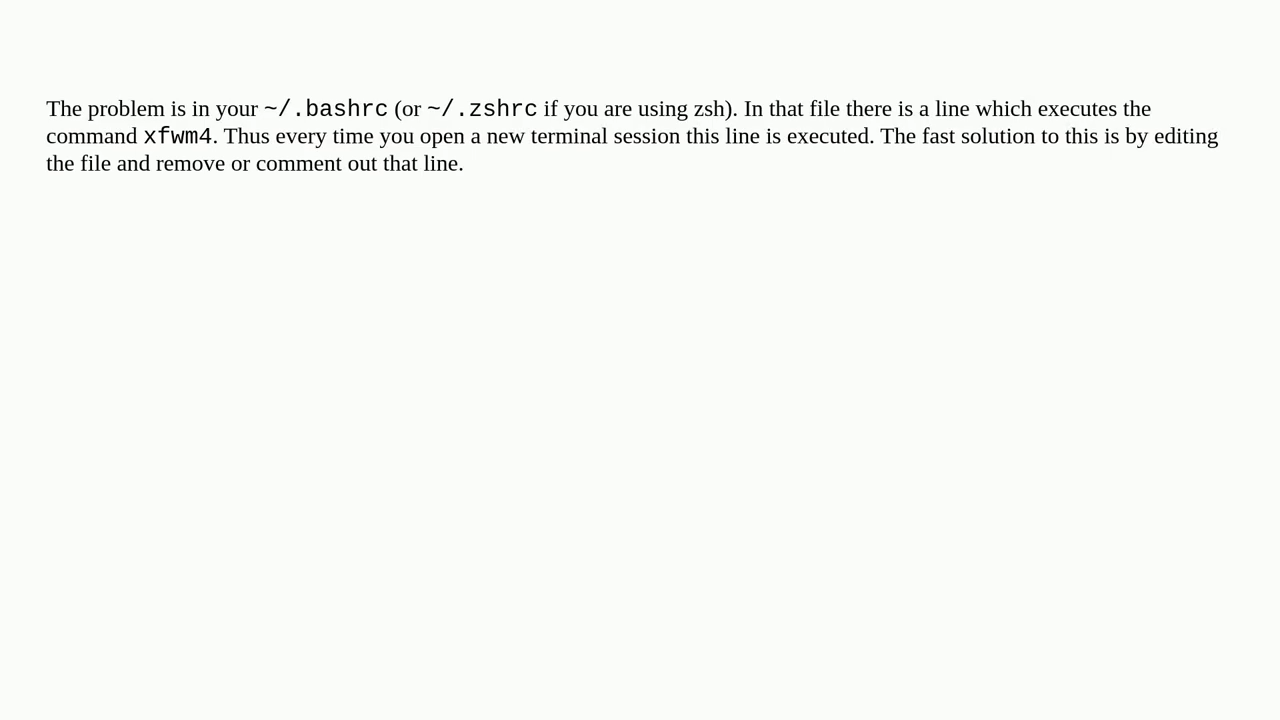 The problem is in your ~/.bashrc (or ~/.zshrc if you are using zsh). In that file there is a line which executes the
command xfwm4. Thus every time you open a new terminal session this line is executed. The fast solution to this is by editing
the file and remove or comment out that line.